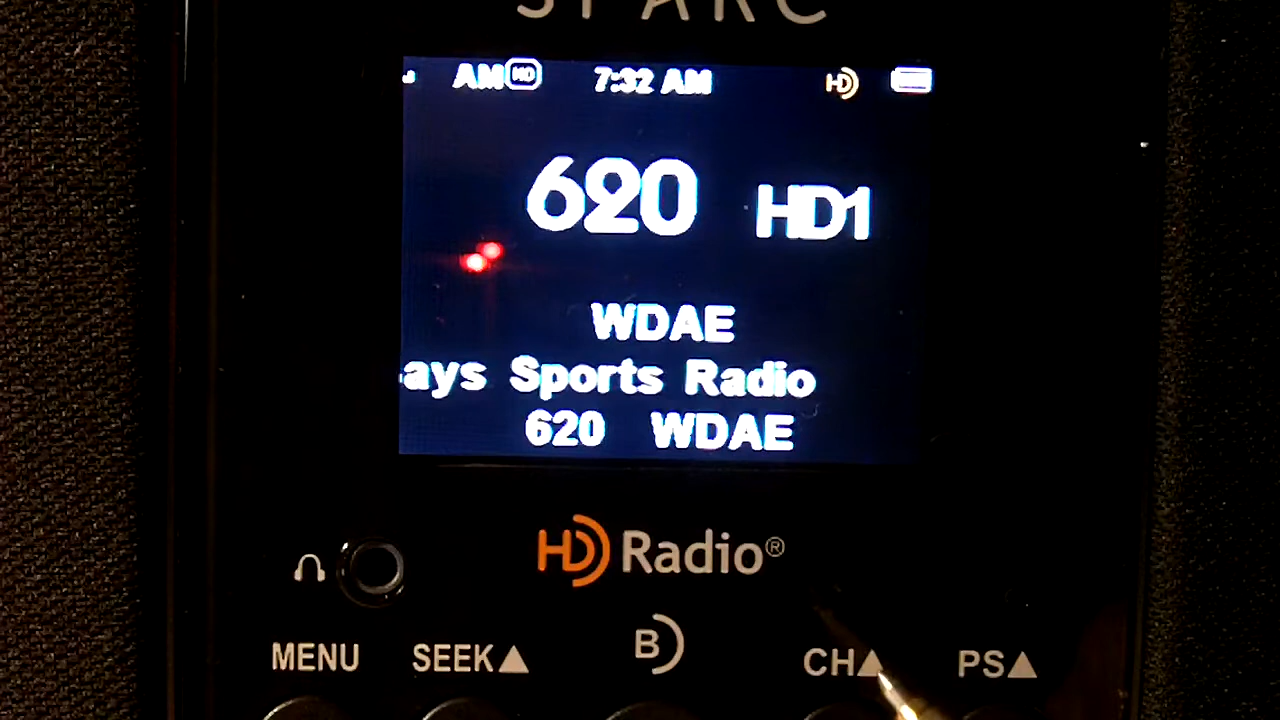 SPARC
AM HD 7:32 AM HD
620 HD1
WDAE
ays Sports Radio
620 WDAE
HD Radio®
MENU SEEK▲ B CH▲ PS▲